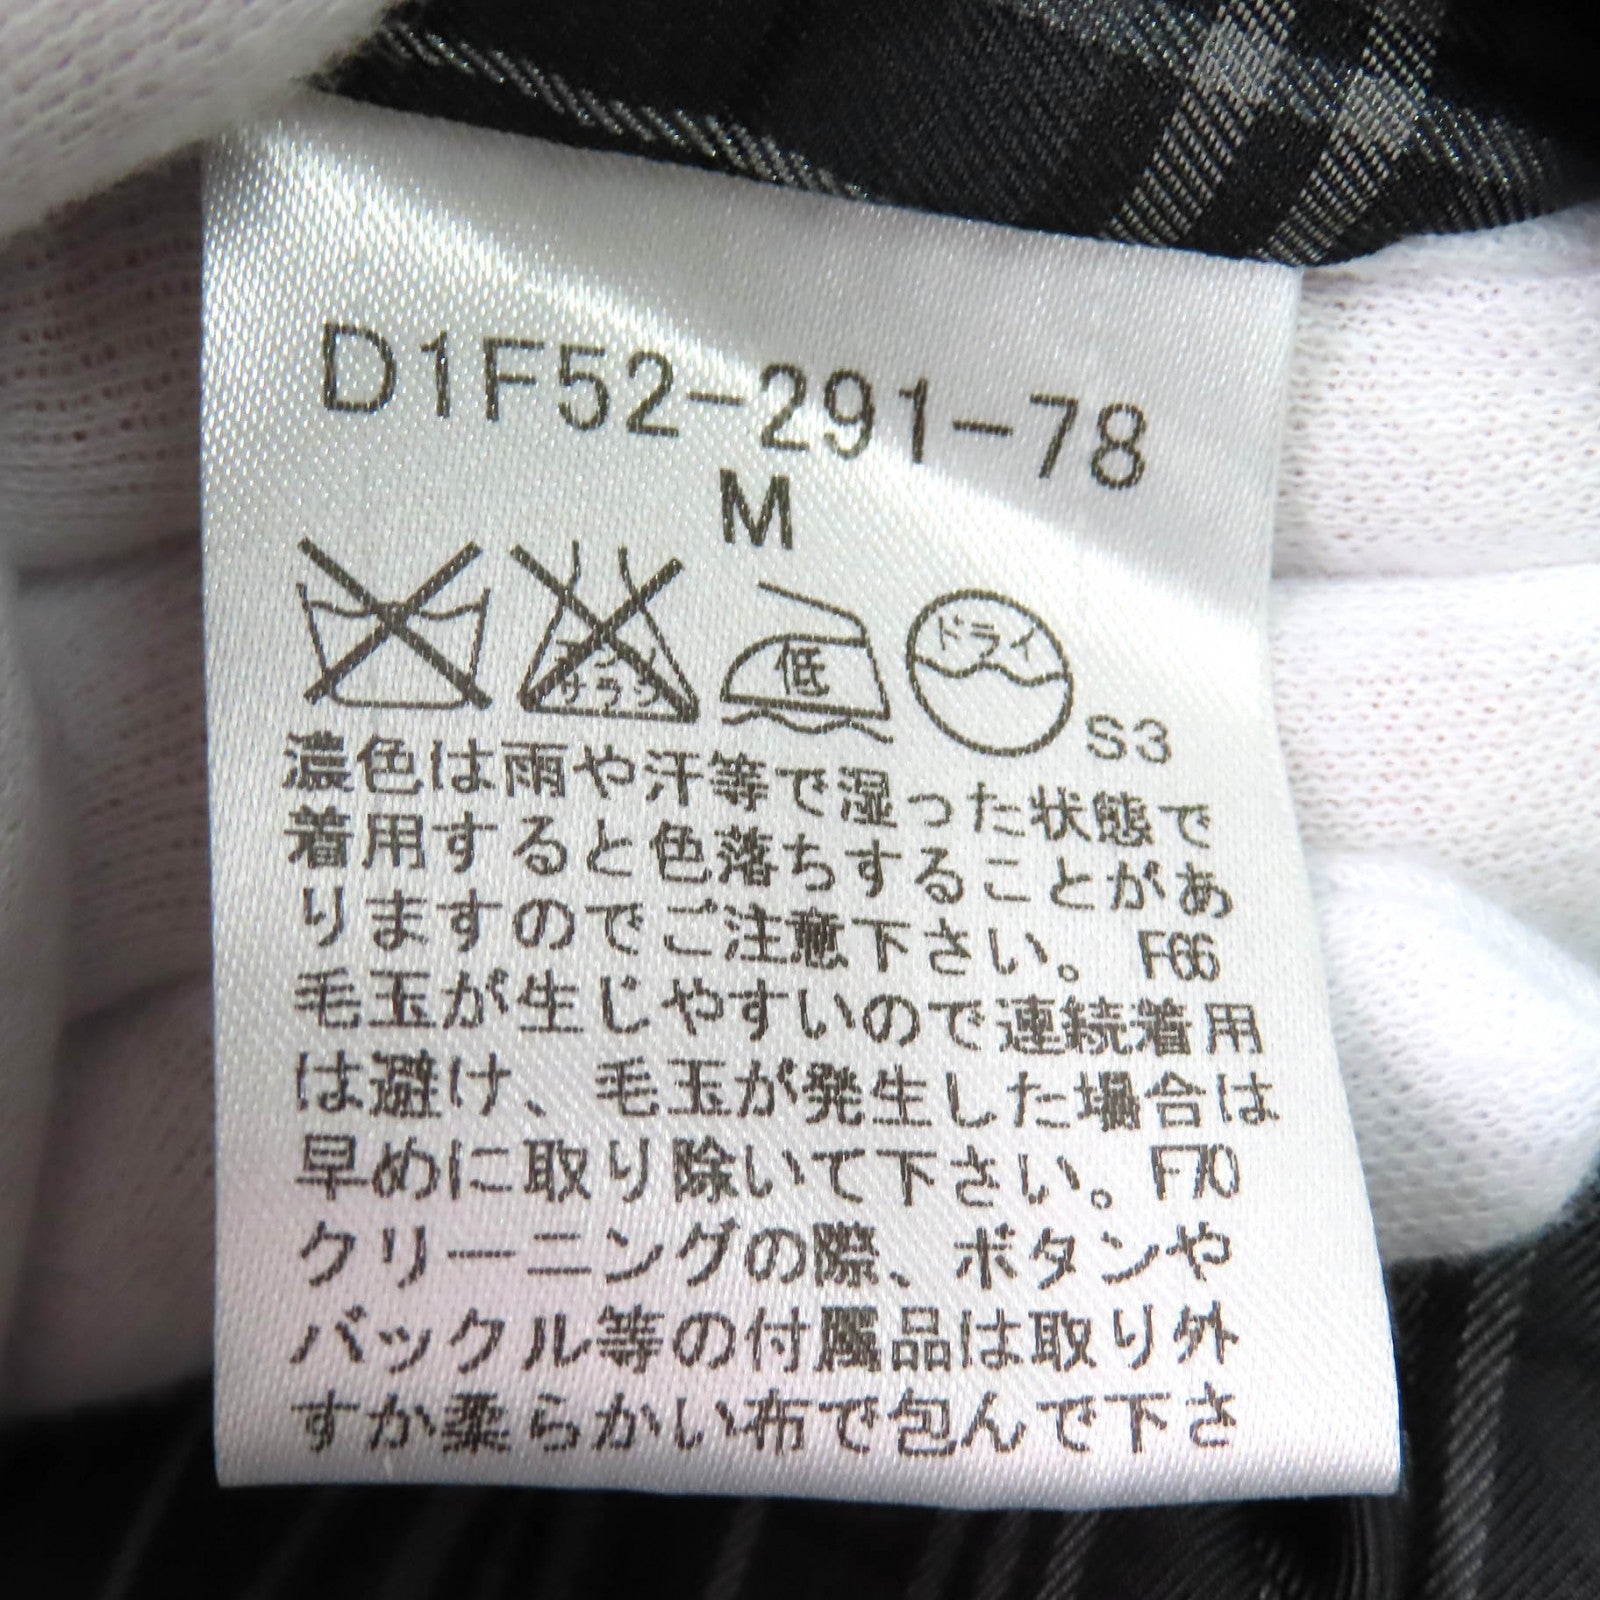 D1F52-291-78
M
エンソ
サラシ
低
ドライ
S3
濃色は雨や汗等で湿った状態で
着用すると色落ちすることがあ
りますのでご注意下さい。F66
毛玉が生じやすいので連続着用
は避け、毛玉が発生した場合は
早めに取り除いて下さい。F70
クリーニングの際、ボタンや
バックル等の付属品は取り外
すか柔らかい布で包んで下さ